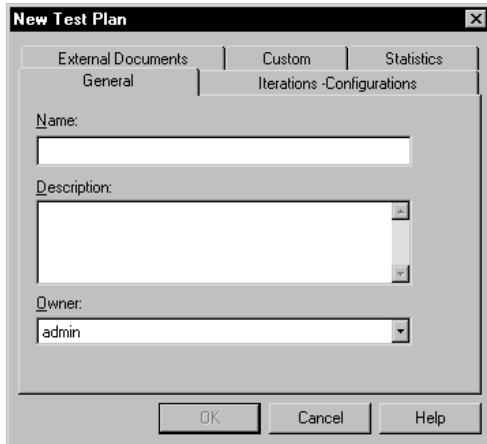 New Test Plan
External Documents Custom Statistics
General Iterations -Configurations
Name:
Description:
Owner:
admin
OK Cancel Help